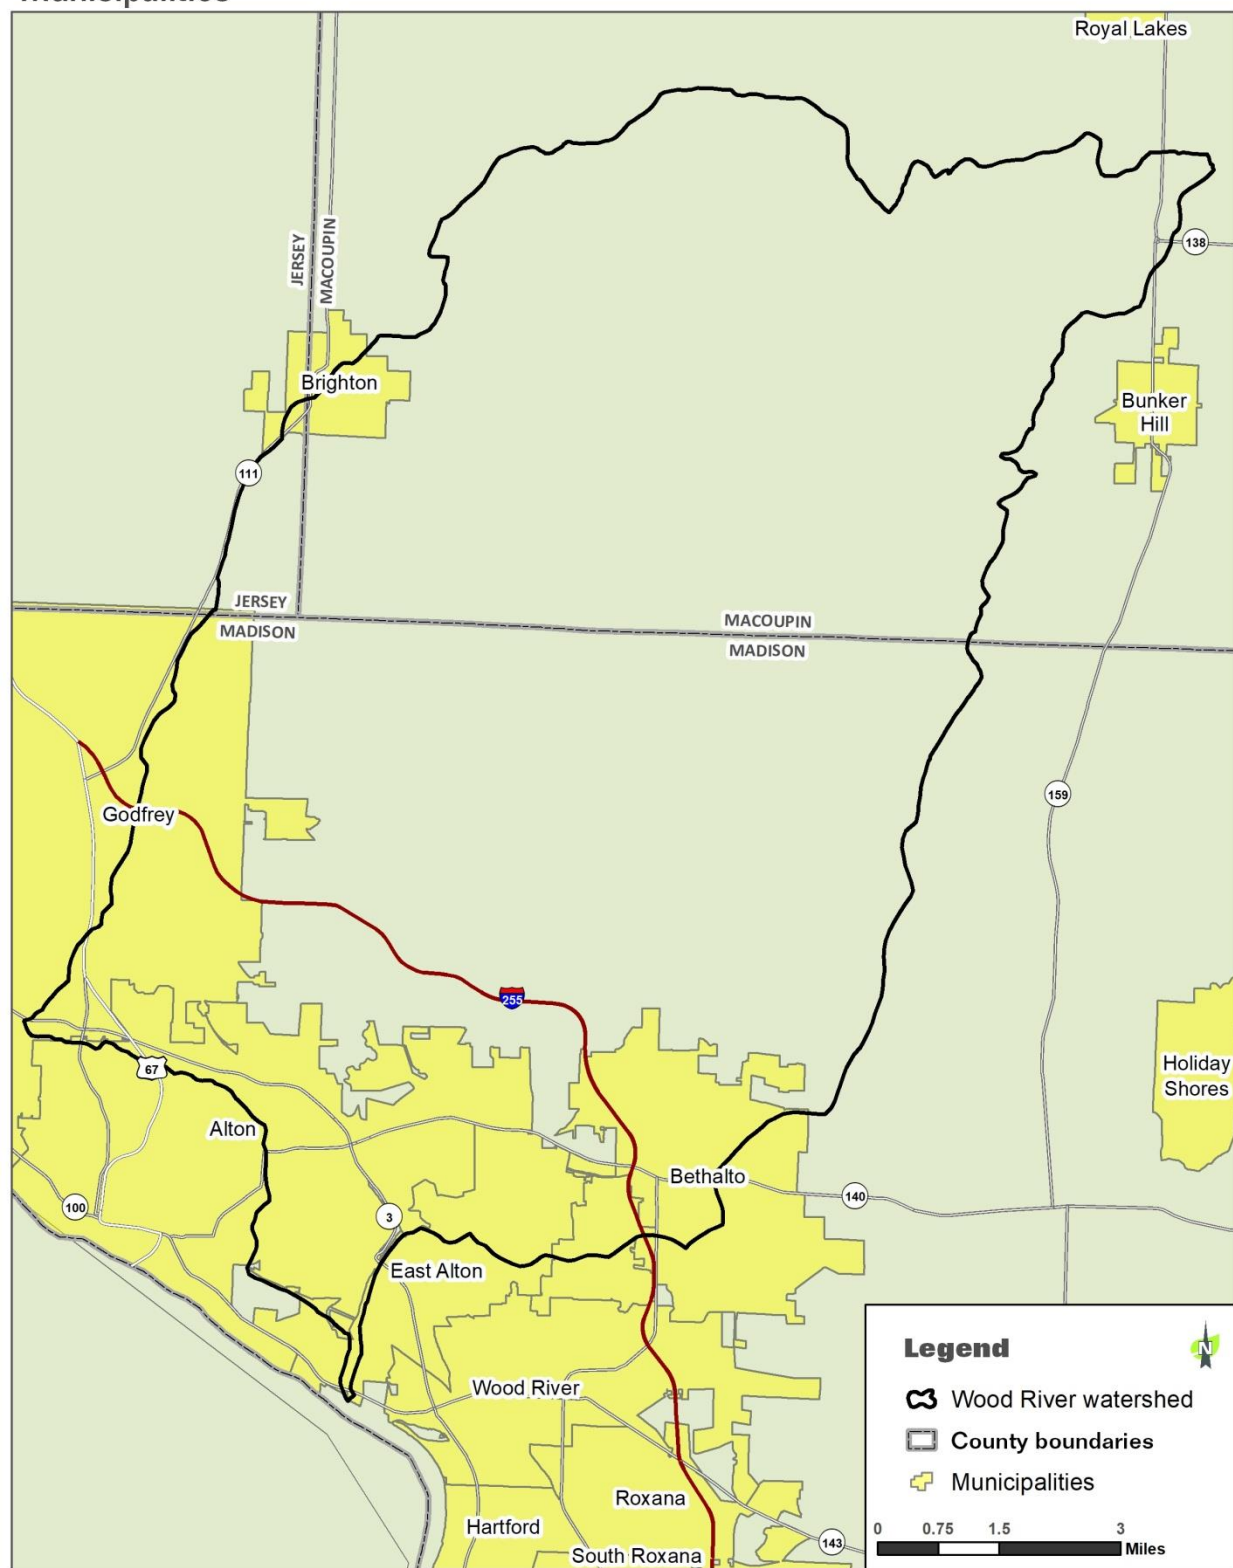 Municipalities
Royal Lakes
138
JERSEY
MACOUPIN
Brighton
Bunker
Hill
111
JERSEY
MADISON
MACOUPIN
MADISON
159
Godfrey
255
67
Holiday
Shores
Alton
Bethalto
140
100
3
East Alton
Wood River
Roxana
Hartford
South Roxana
143
Legend
N
Wood River watershed
County boundaries
Municipalities
0 0.75 1.5 3
Miles